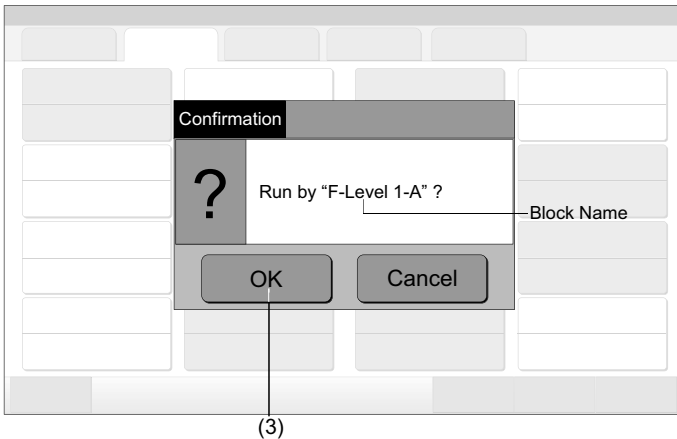 Confirmation
?
Run by “F-Level 1-A” ?
Block Name
OK
Cancel
(3)